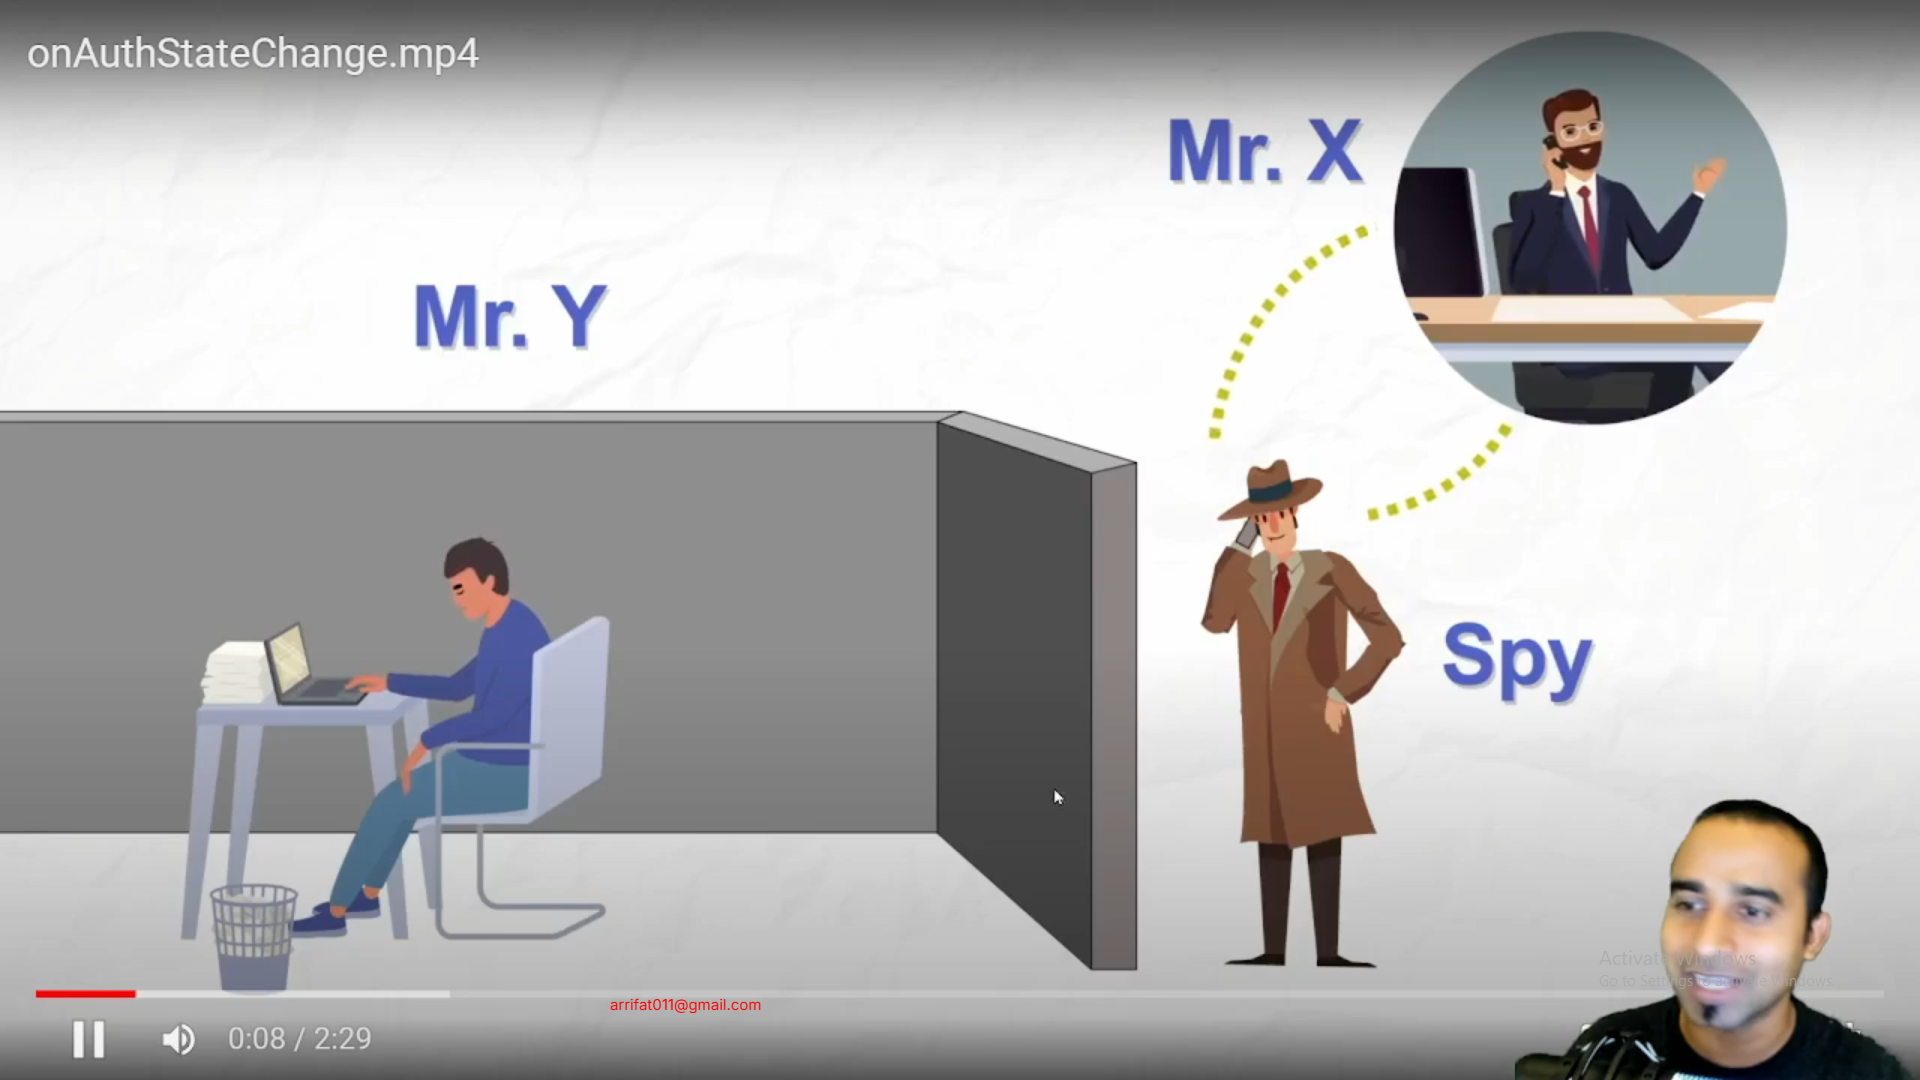 onAuthStateChange.mp4
Mr. X
Mr. Y
Spy
Activate Windows
Go to Settings to activate Windows.
arrifat011@gmail.com
0:08 / 2:29